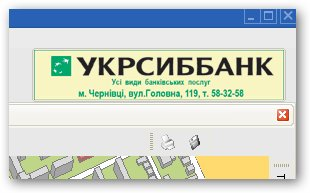 УКРСИББАНК
Усі види банківських послуг
м. Чернівці, вул.Головна, 119, т. 58-32-58